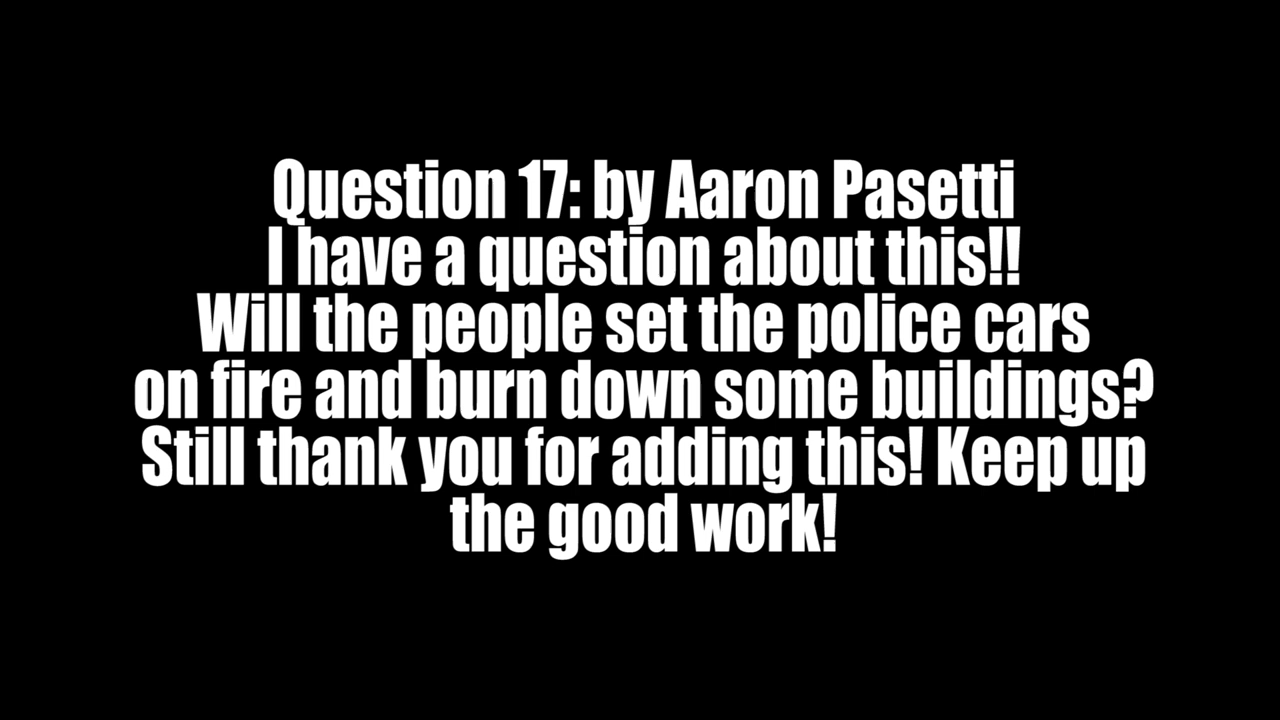 Question 17: by Aaron Pasetti
I have a question about this!!
Will the people set the police cars
on fire and burn down some buildings?
Still thank you for adding this! Keep up
the good work!